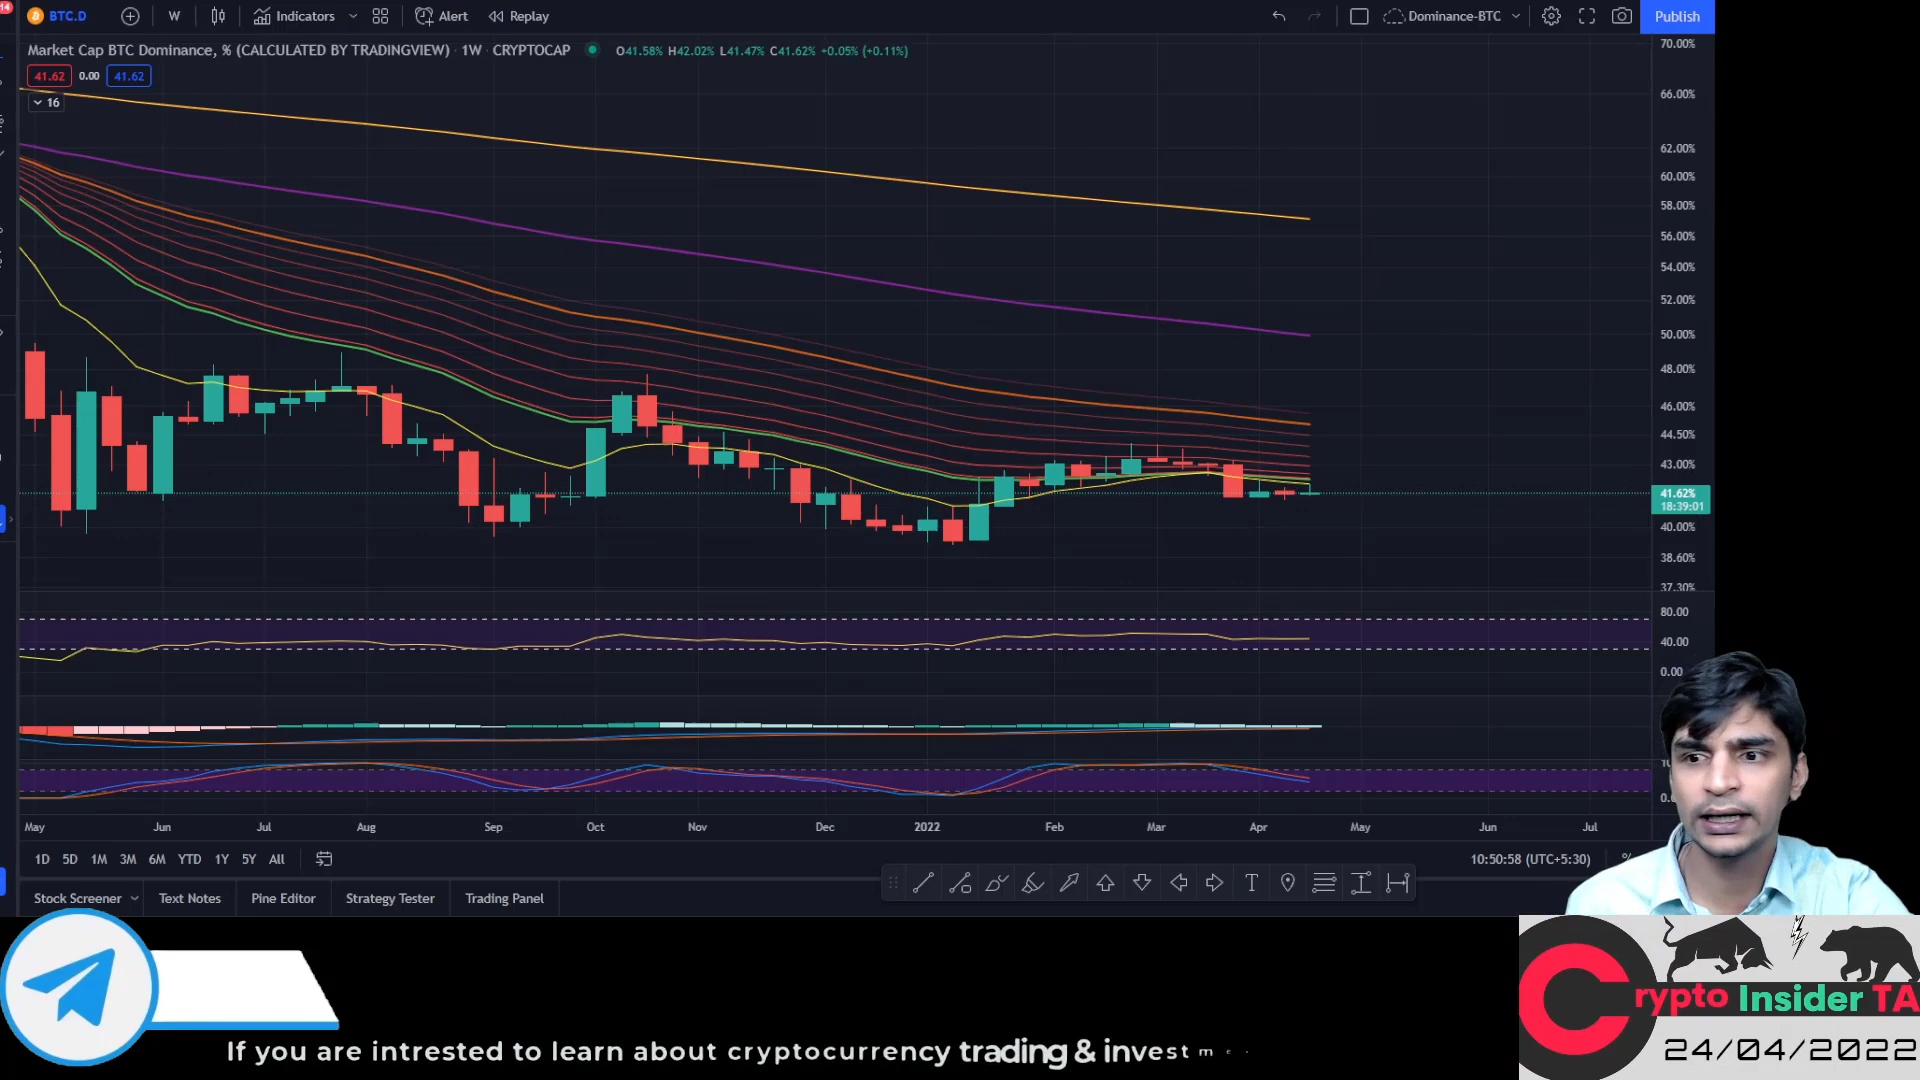 14
BTC.D
W
Indicators
Alert
Replay
Dominance-BTC
Publish
Market Cap BTC Dominance, % (CALCULATED BY TRADINGVIEW) · 1W · CRYPTOCAP
O41.58% H42.02% L41.47% C41.62% +0.05% (+0.11%)
41.62 0.00 41.62
16
70.00%
66.00%
62.00%
60.00%
58.00%
56.00%
54.00%
52.00%
50.00%
48.00%
46.00%
44.50%
43.00%
41.62%
18:39:01
40.00%
38.60%
37.30%
80.00
40.00
0.00
May Jun Jul Aug Sep Oct Nov Dec 2022 Feb Mar Apr May Jun Jul
1D 5D 1M 3M 6M YTD 1Y 5Y All
10:50:58 (UTC+5:30)
%
Stock Screener Text Notes Pine Editor Strategy Tester Trading Panel
If you are intrested to learn about cryptocurrency trading & invest m
Crypto Insider TA
24/04/2022